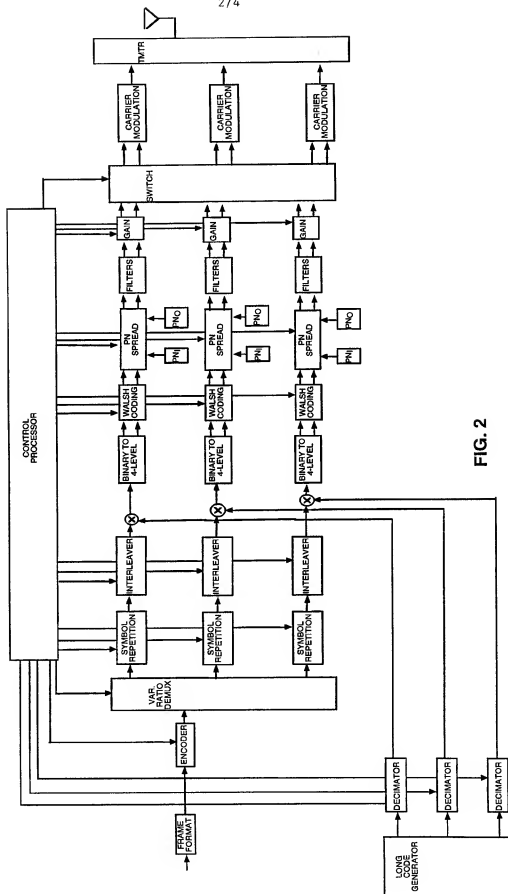 2/4
CONTROL
PROCESSOR
TMTR
CARRIER
MODULATION
CARRIER
MODULATION
CARRIER
MODULATION
SWITCH
GAIN
GAIN
GAIN
FILTERS
FILTERS
FILTERS
PN
SPREAD
PNI
PNQ
PN
SPREAD
PNI
PNQ
PN
SPREAD
PNI
PNQ
WALSH
CODING
WALSH
CODING
WALSH
CODING
BINARY TO
4-LEVEL
BINARY TO
4-LEVEL
BINARY TO
4-LEVEL
INTERLEAVER
INTERLEAVER
INTERLEAVER
SYMBOL
REPETITION
SYMBOL
REPETITION
SYMBOL
REPETITION
VAR.
RATIO
DEMUX
ENCODER
FRAME
FORMAT
DECIMATOR
DECIMATOR
DECIMATOR
LONG
CODE
GENERATOR
FIG. 2